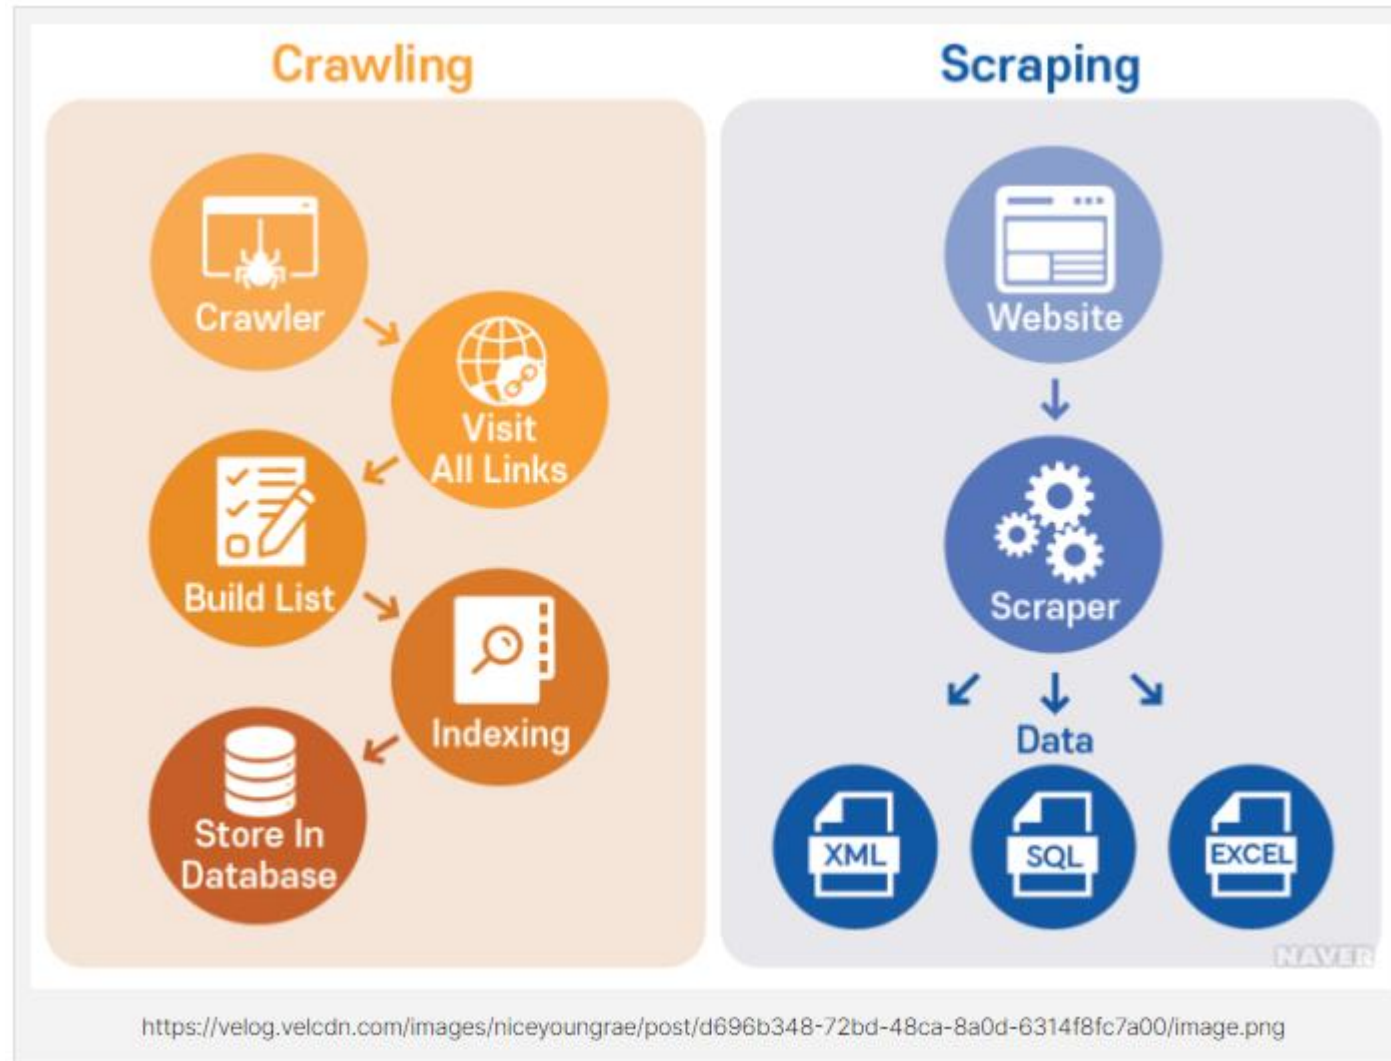 Crawling
Crawler
Visit
All Links
Build List
Indexing
Store In
Database
Scraping
Website
Scraper
Data
XML
SQL
EXCEL
NAVER
https://velog.velcdn.com/images/niceyoungrae/post/d696b348-72bd-48ca-8a0d-6314f8fc7a00/image.png